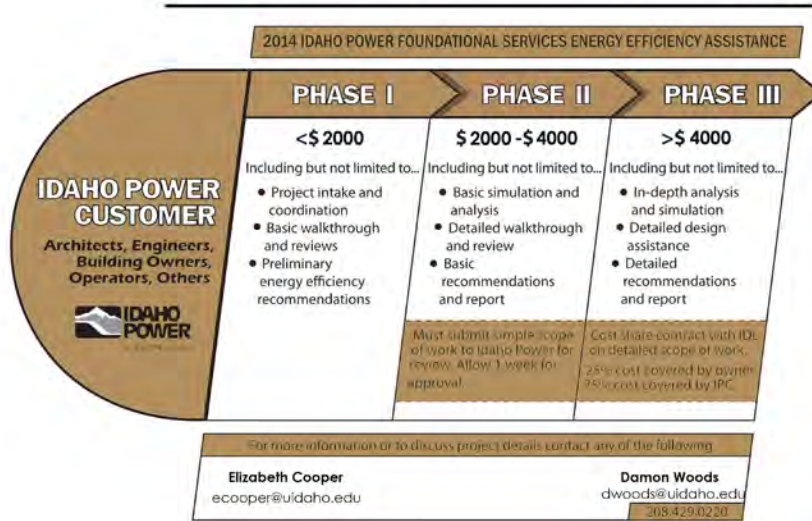 2014 IDAHO POWER FOUNDATIONAL SERVICES ENERGY EFFICIENCY ASSISTANCE
IDAHO POWER
CUSTOMER
Architects, Engineers,
Building Owners,
Operators, Others
IDAHO
POWER
PHASE I
<$ 2000
Including but not limited to...
• Project intake and
coordination
• Basic walkthrough
and reviews
• Preliminary
energy efficiency
recommendations
PHASE II
$ 2000 -$ 4000
Including but not limited to...
• Basic simulation and
analysis
• Detailed walkthrough
and review
• Basic
recommendations
and report
Must submit simple scope
of work to Idaho Power for
review. Allow 1 week for
approval.
PHASE III
>$ 4000
Including but not limited to...
• In-depth analysis
and simulation
• Detailed design
assistance
• Detailed
recommendations
and report
Cost share contract with IDL
on detailed scope of work.
25% cost covered by owner
75% cost covered by IPC.
For more information or to discuss project details contact any of the following
Elizabeth Cooper
ecooper@uidaho.edu
Damon Woods
dwoods@uidaho.edu
208.429.0220